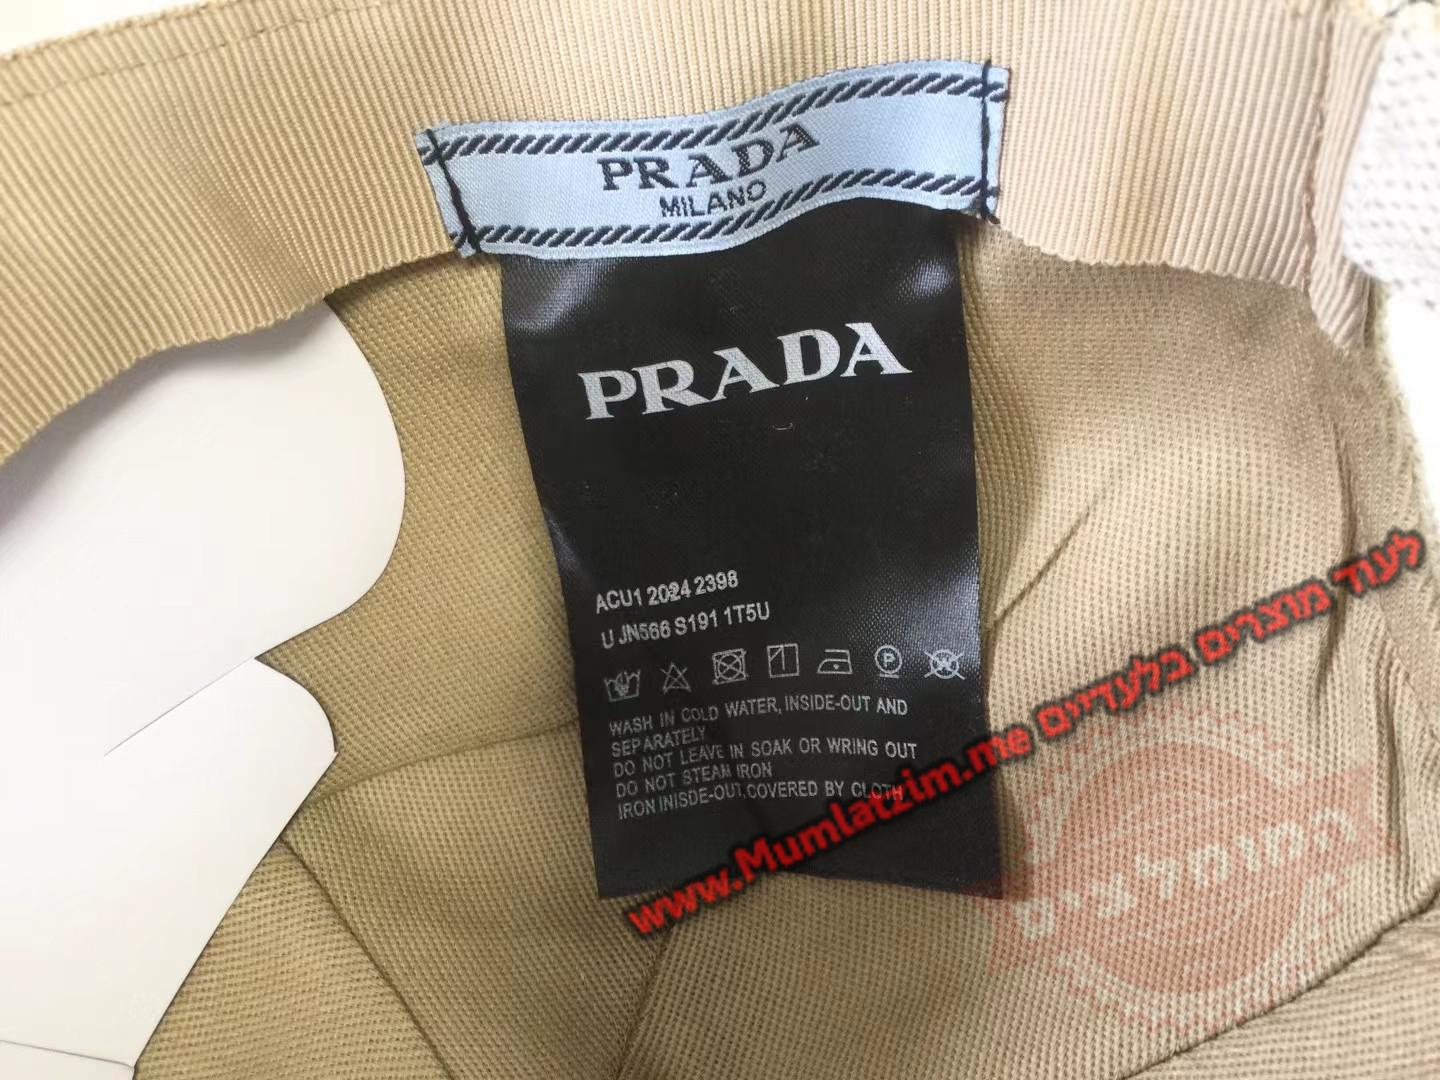 PRADA
MILANO
PRADA
ACU1 2024 2398
U JN566 S191 1T5U
P
W
WASH IN COLD WATER, INSIDE-OUT AND
SEPARATELY
DO NOT LEAVE IN SOAK OR WRING OUT
DO NOT STEAM IRON
IRON INISDE-OUT,COVERED BY CLOTH
לעוד מוצרים בלעדיים www.Mumlatzim.me
המומלצים